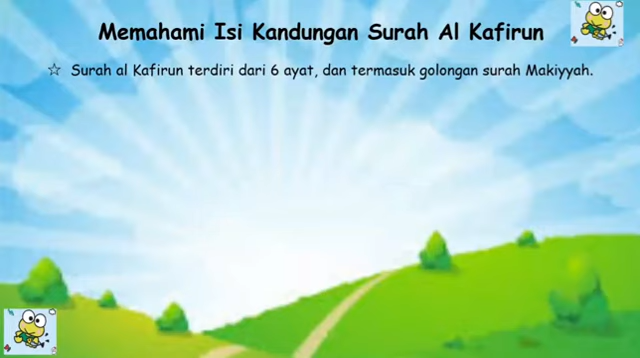 Memahami Isi Kandungan Surah Al Kafirun
☆ Surah al Kafirun terdiri dari 6 ayat, dan termasuk golongan surah Makiyyah.